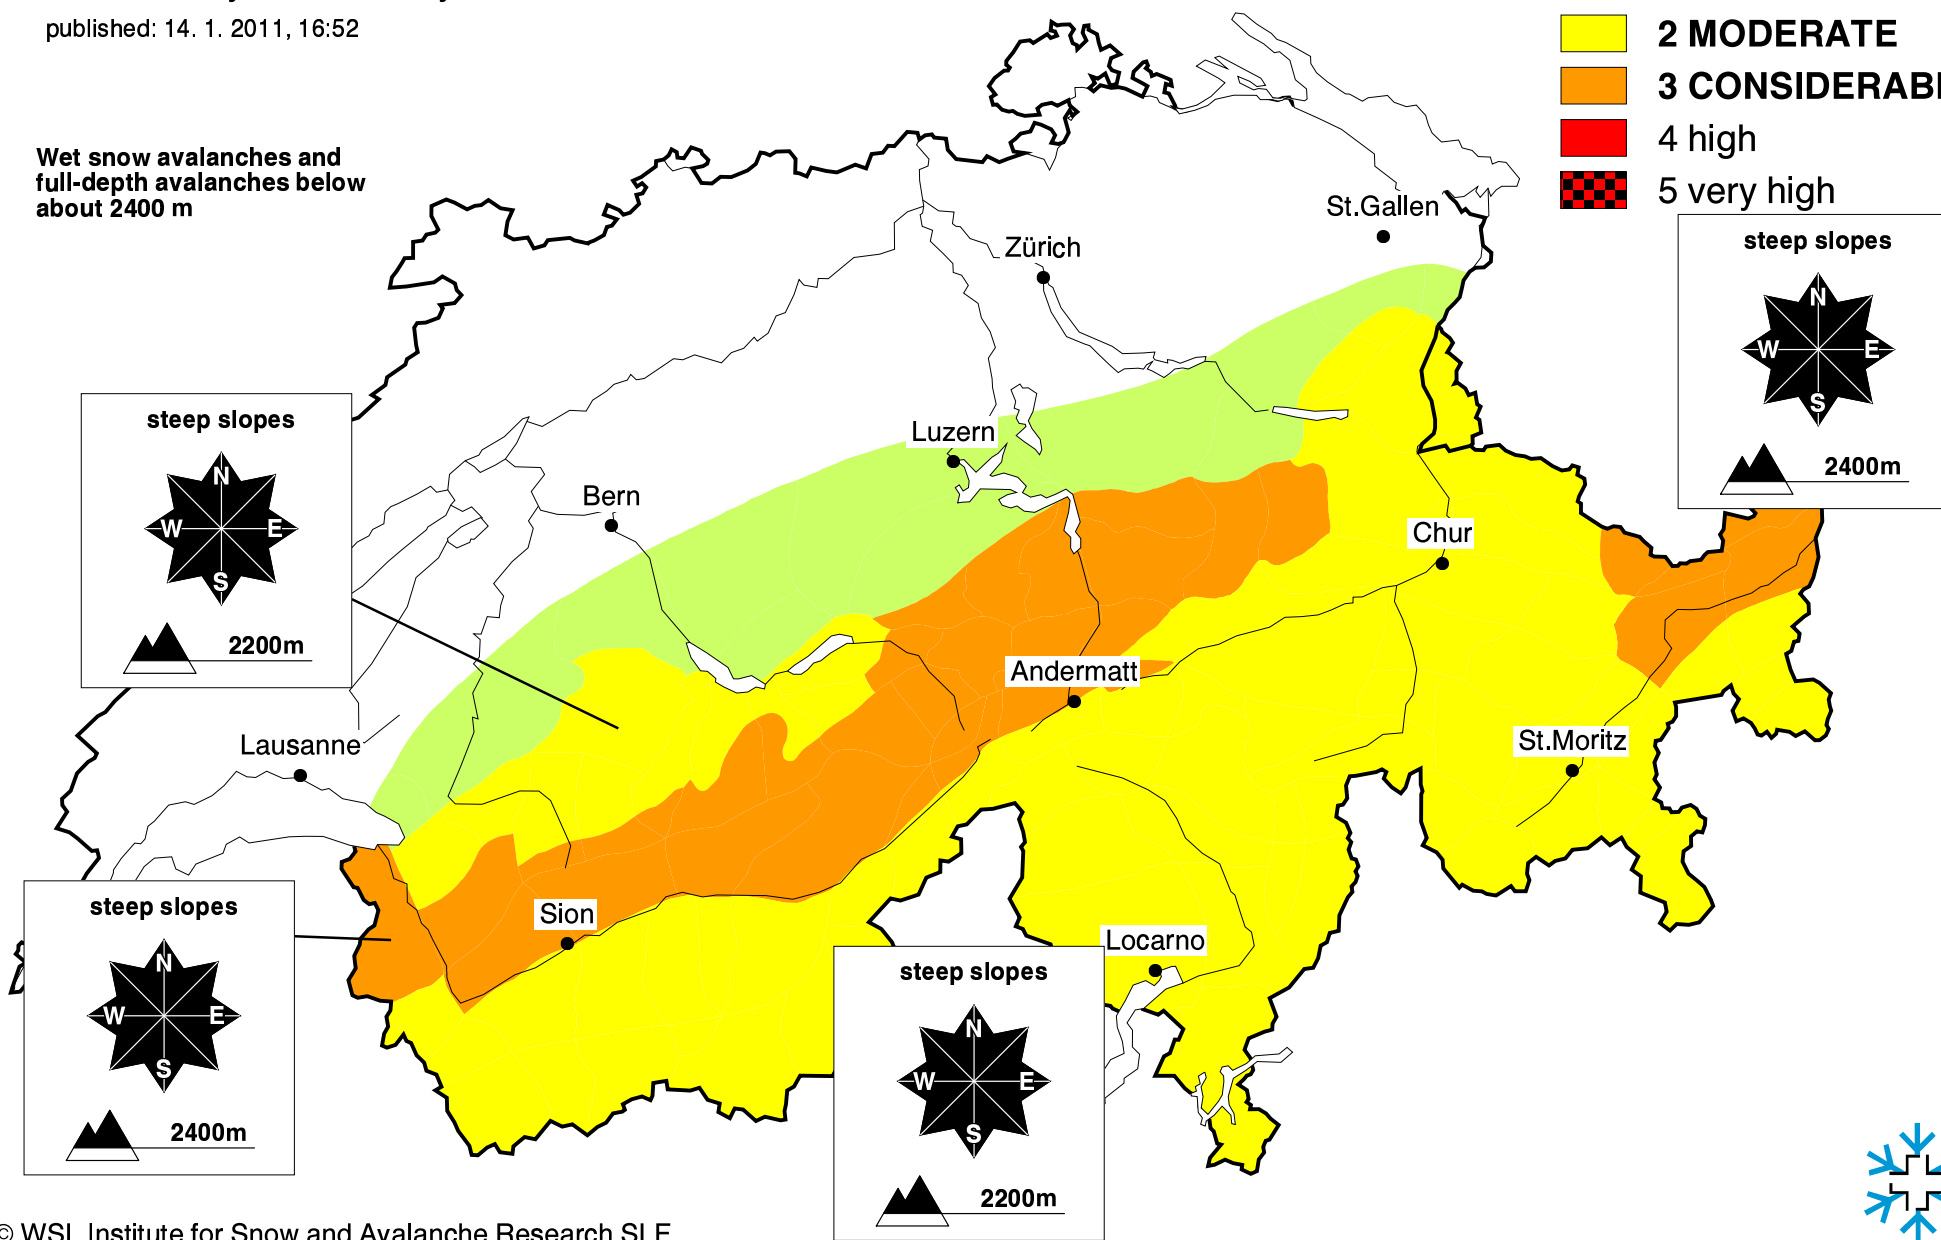 published: 14. 1. 2011, 16:52
2 MODERATE
3 CONSIDERABL
4 high
5 very high
Wet snow avalanches and
full-depth avalanches below
about 2400 m
St.Gallen
Zürich
steep slopes
N
W E
S
2400m
Luzern
steep slopes
N
W E
S
2200m
Bern
Chur
Andermatt
Lausanne
St.Moritz
Sion
Locarno
steep slopes
N
W E
S
2400m
steep slopes
N
W E
S
2200m
© WSL Institute for Snow and Avalanche Research SLF